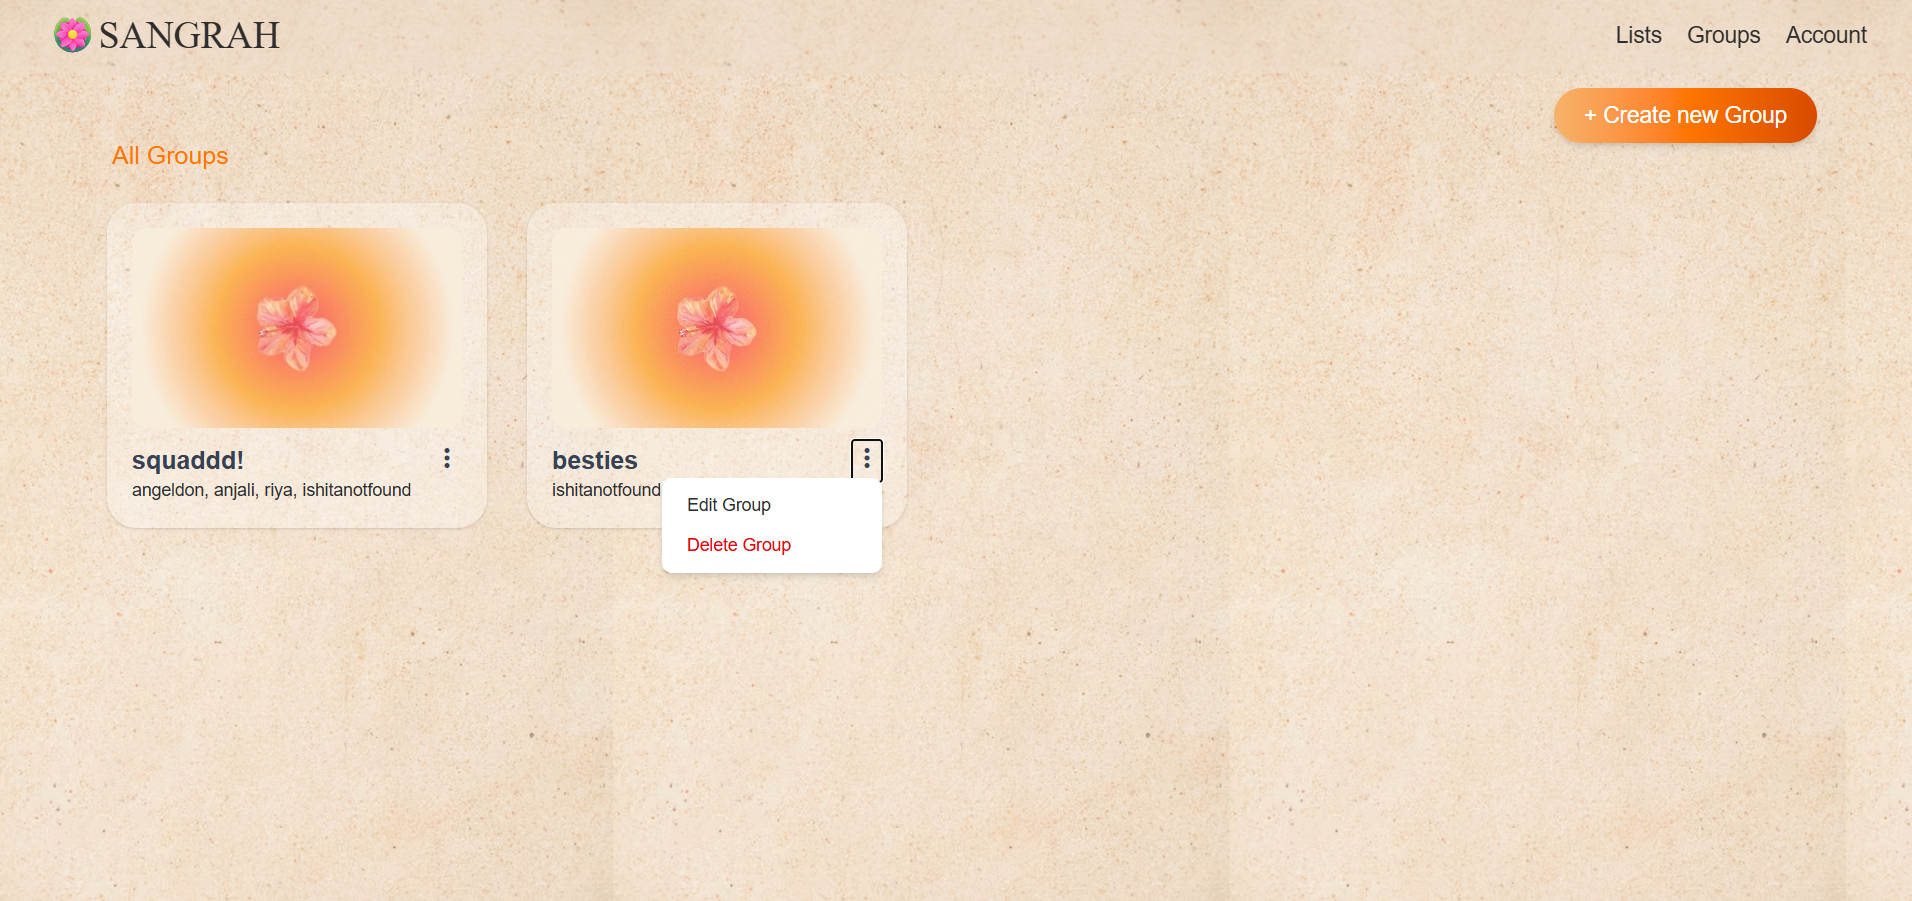 SANGRAH
Lists Groups Account
+ Create new Group
All Groups
squaddd!
angeldon, anjali, riya, ishitanotfound
besties
ishitanotfound
Edit Group
Delete Group